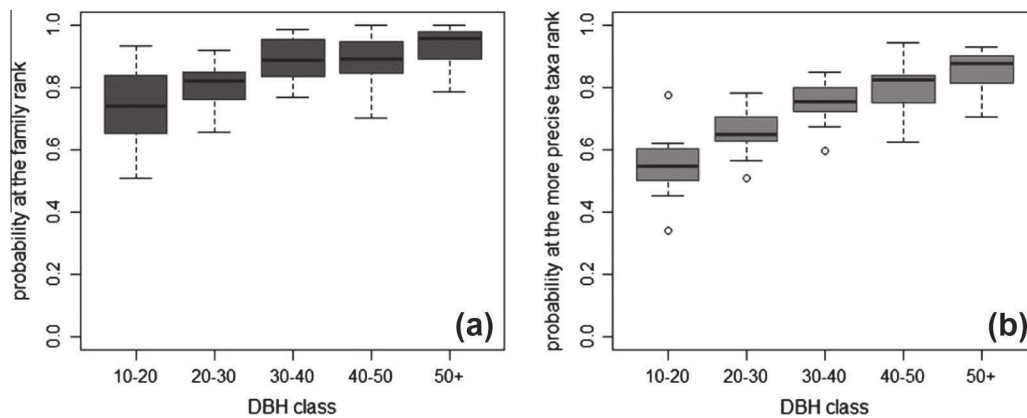 probability at the family rank
1.0
0.8
0.6
0.4
0.2
0.0
(a)
10-20 20-30 30-40 40-50 50+
DBH class
probability at the more precise taxa rank
1.0
0.8
0.6
0.4
0.2
0.0
(b)
10-20 20-30 30-40 40-50 50+
DBH class